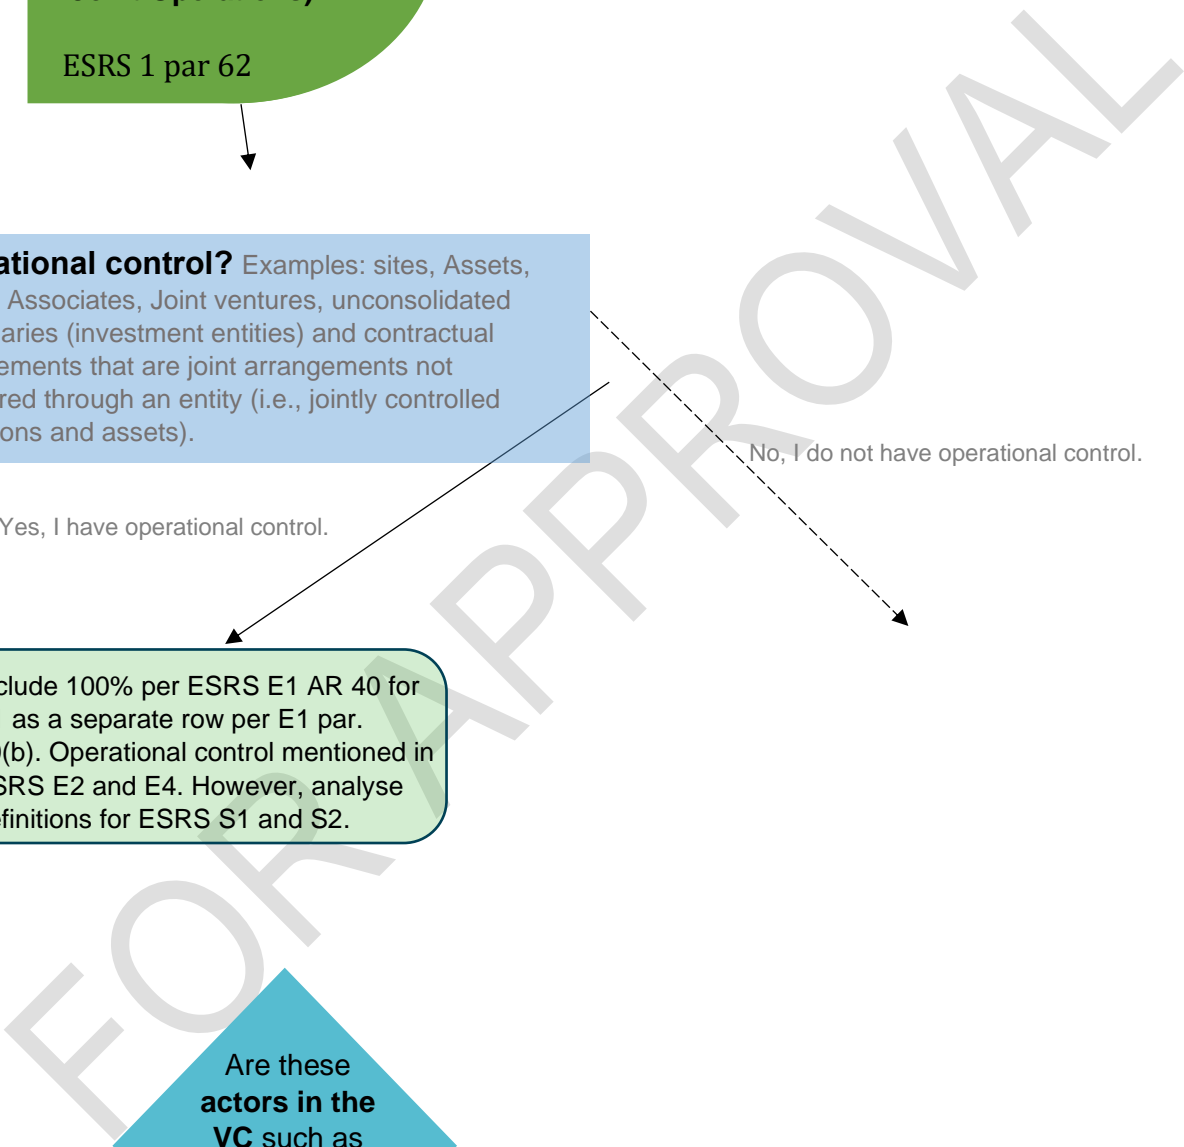 ESRS 1 par 62
ational control? Examples: sites, Assets,
Associates, Joint ventures, unconsolidated
aries (investment entities) and contractual
ements that are joint arrangements not
red through an entity (i.e., jointly controlled
ons and assets).
No, I do not have operational control.
Yes, I have operational control.
clude 100% per ESRS E1 AR 40 for
as a separate row per E1 par.
(b). Operational control mentioned in
SRS E2 and E4. However, analyse
efinitions for ESRS S1 and S2.
Are these
actors in the
VC such as
FOR APPROVAL